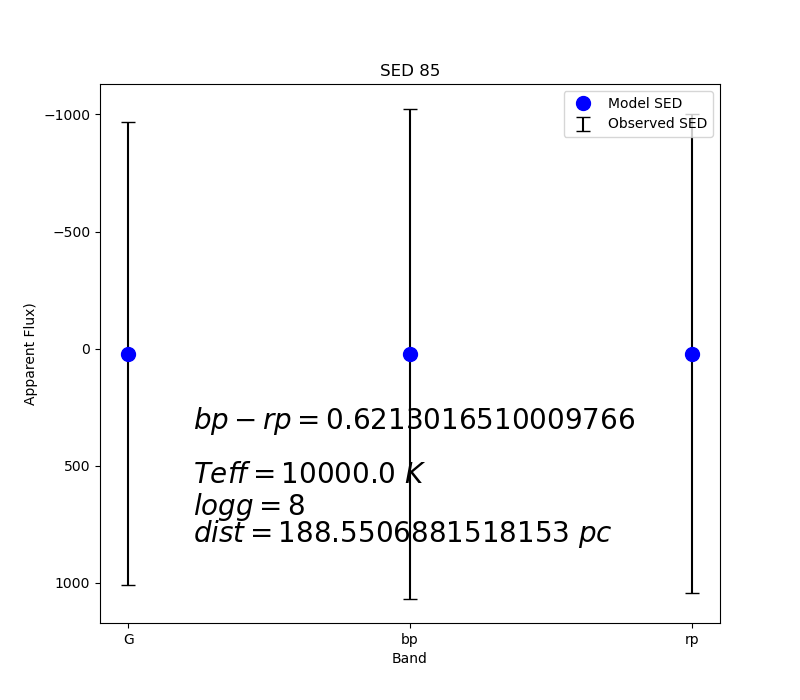 SED 85
Model SED
Observed SED
−1000
−500
0
500
1000
Apparent Flux)
bp − rp = 0.6213016510009766
Teff = 10000.0 K
logg = 8
dist = 188.5506881518153 pc
G
bp
rp
Band